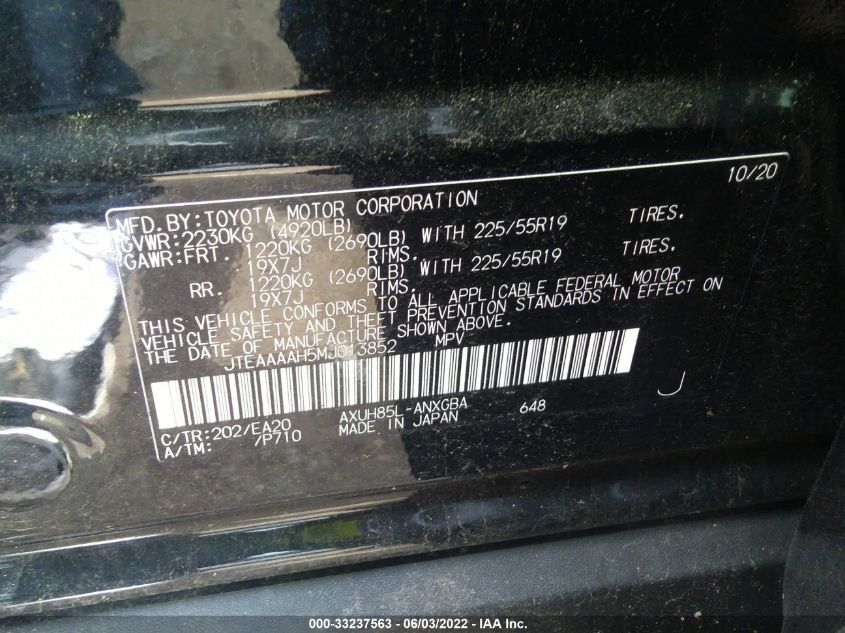 10/20
MFD.BY:TOYOTA MOTOR CORPORATION
GVWR:2230KG (4920LB)
GAWR:FRT. 1220KG (2690LB) WITH 225/55R19 TIRES.
19X7J RIMS.
RR. 1220KG (2690LB) WITH 225/55R19 TIRES.
19X7J RIMS.
THIS VEHICLE CONFORMS TO ALL APPLICABLE FEDERAL MOTOR
VEHICLE SAFETY AND THEFT PREVENTION STANDARDS IN EFFECT ON
THE DATE OF MANUFACTURE SHOWN ABOVE.
JTEAAAAH5MJ013852 MPV
C/TR:202/EA20 AXUH85L-ANXGBA 648
A/TM: 7P710 MADE IN JAPAN
J
000-33237563 - 06/03/2022 - IAA Inc.